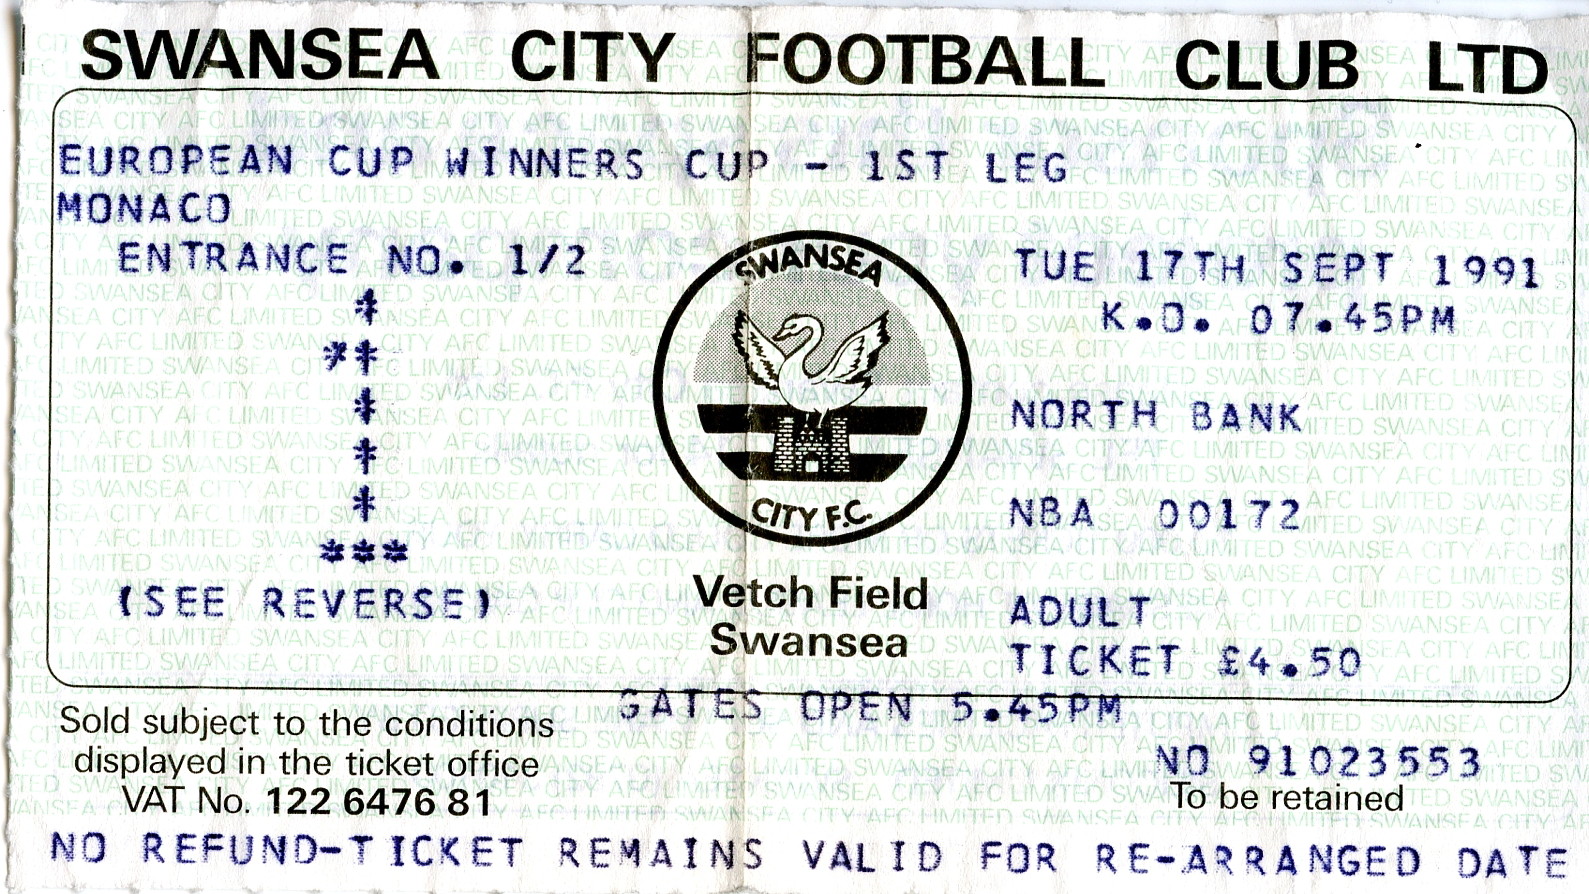 SWANSEA CITY FOOTBALL CLUB LTD
EUROPEAN CUP WINNERS CUP - 1ST LEG
MONACO
ENTRANCE NO. 1/2
*
**
*
*
*
***
(SEE REVERSE)
SWANSEA
CITY F.C.
Vetch Field
Swansea
TUE 17TH SEPT 1991
K.O. 07.45PM
NORTH BANK
NBA 00172
ADULT
TICKET £4.50
GATES OPEN 5.45PM
Sold subject to the conditions
displayed in the ticket office
VAT No. 122 6476 81
NO 91023553
To be retained
NO REFUND-TICKET REMAINS VALID FOR RE-ARRANGED DATE